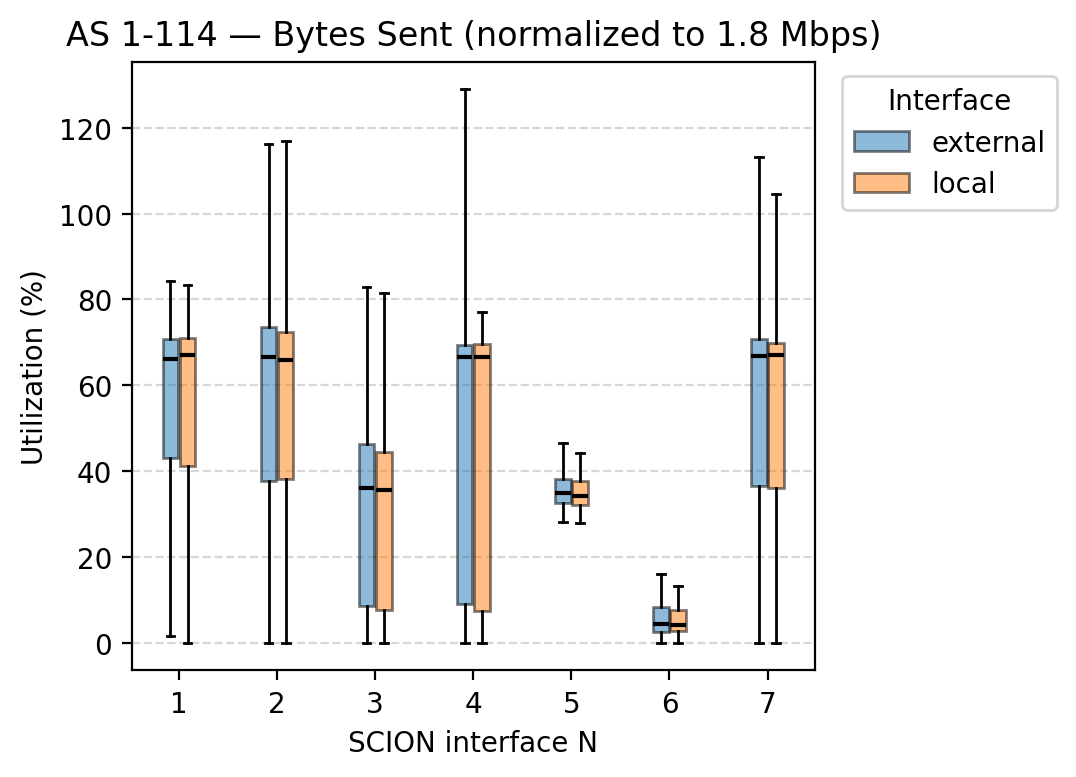 AS 1-114 — Bytes Sent (normalized to 1.8 Mbps)
Interface
external
local
Utilization (%)
120
100
80
60
40
20
0
1 2 3 4 5 6 7
SCION interface N